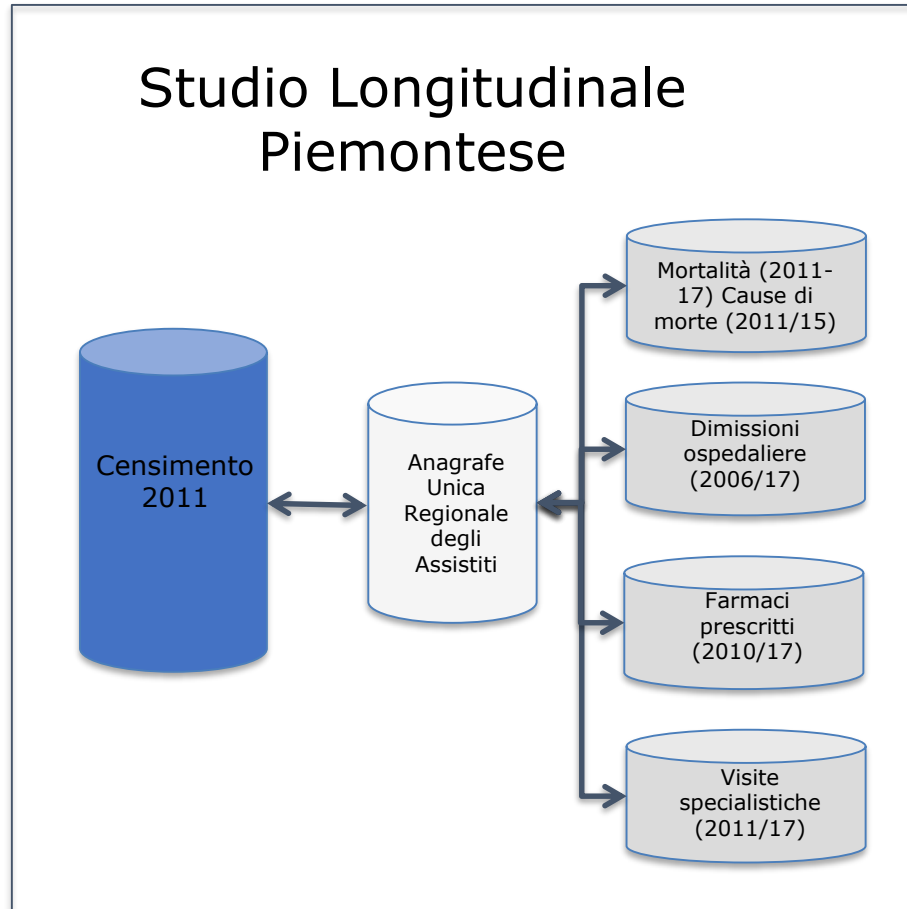 Studio Longitudinale
Piemontese
Censimento
2011
Anagrafe
Unica
Regionale
degli
Assistiti
Mortalità (2011-
17) Cause di
morte (2011/15)
Dimissioni
ospedaliere
(2006/17)
Farmaci
prescritti
(2010/17)
Visite
specialistiche
(2011/17)